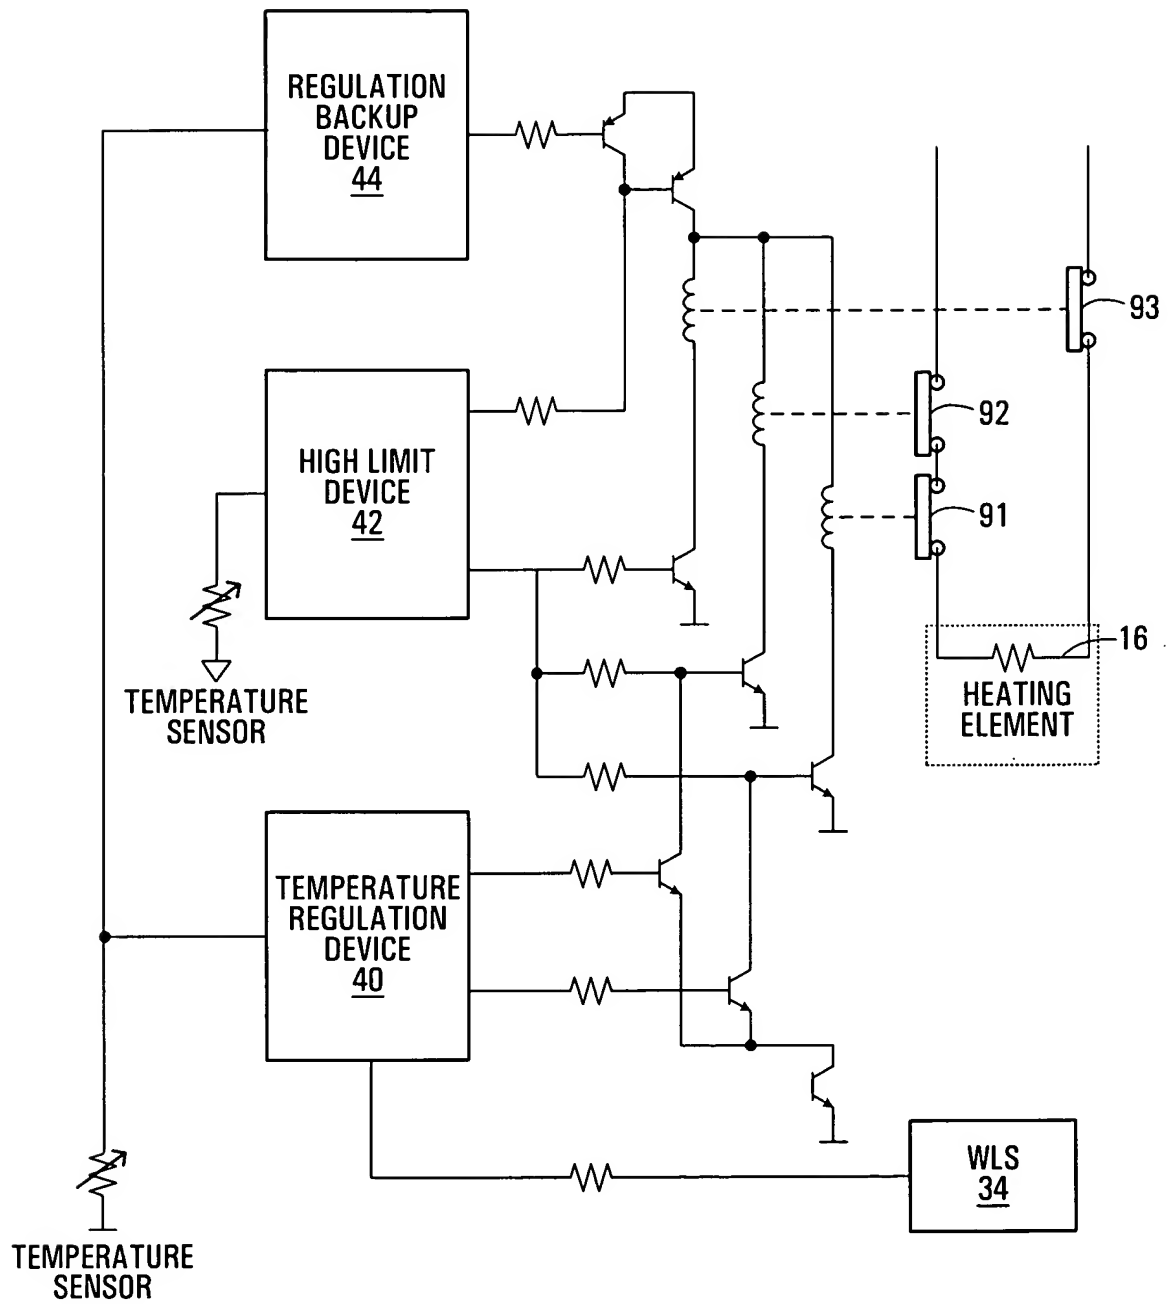 REGULATION
BACKUP
DEVICE
44
93
92
HIGH LIMIT
DEVICE
42
91
16
TEMPERATURE
SENSOR
HEATING
ELEMENT
TEMPERATURE
REGULATION
DEVICE
40
WLS
34
TEMPERATURE
SENSOR